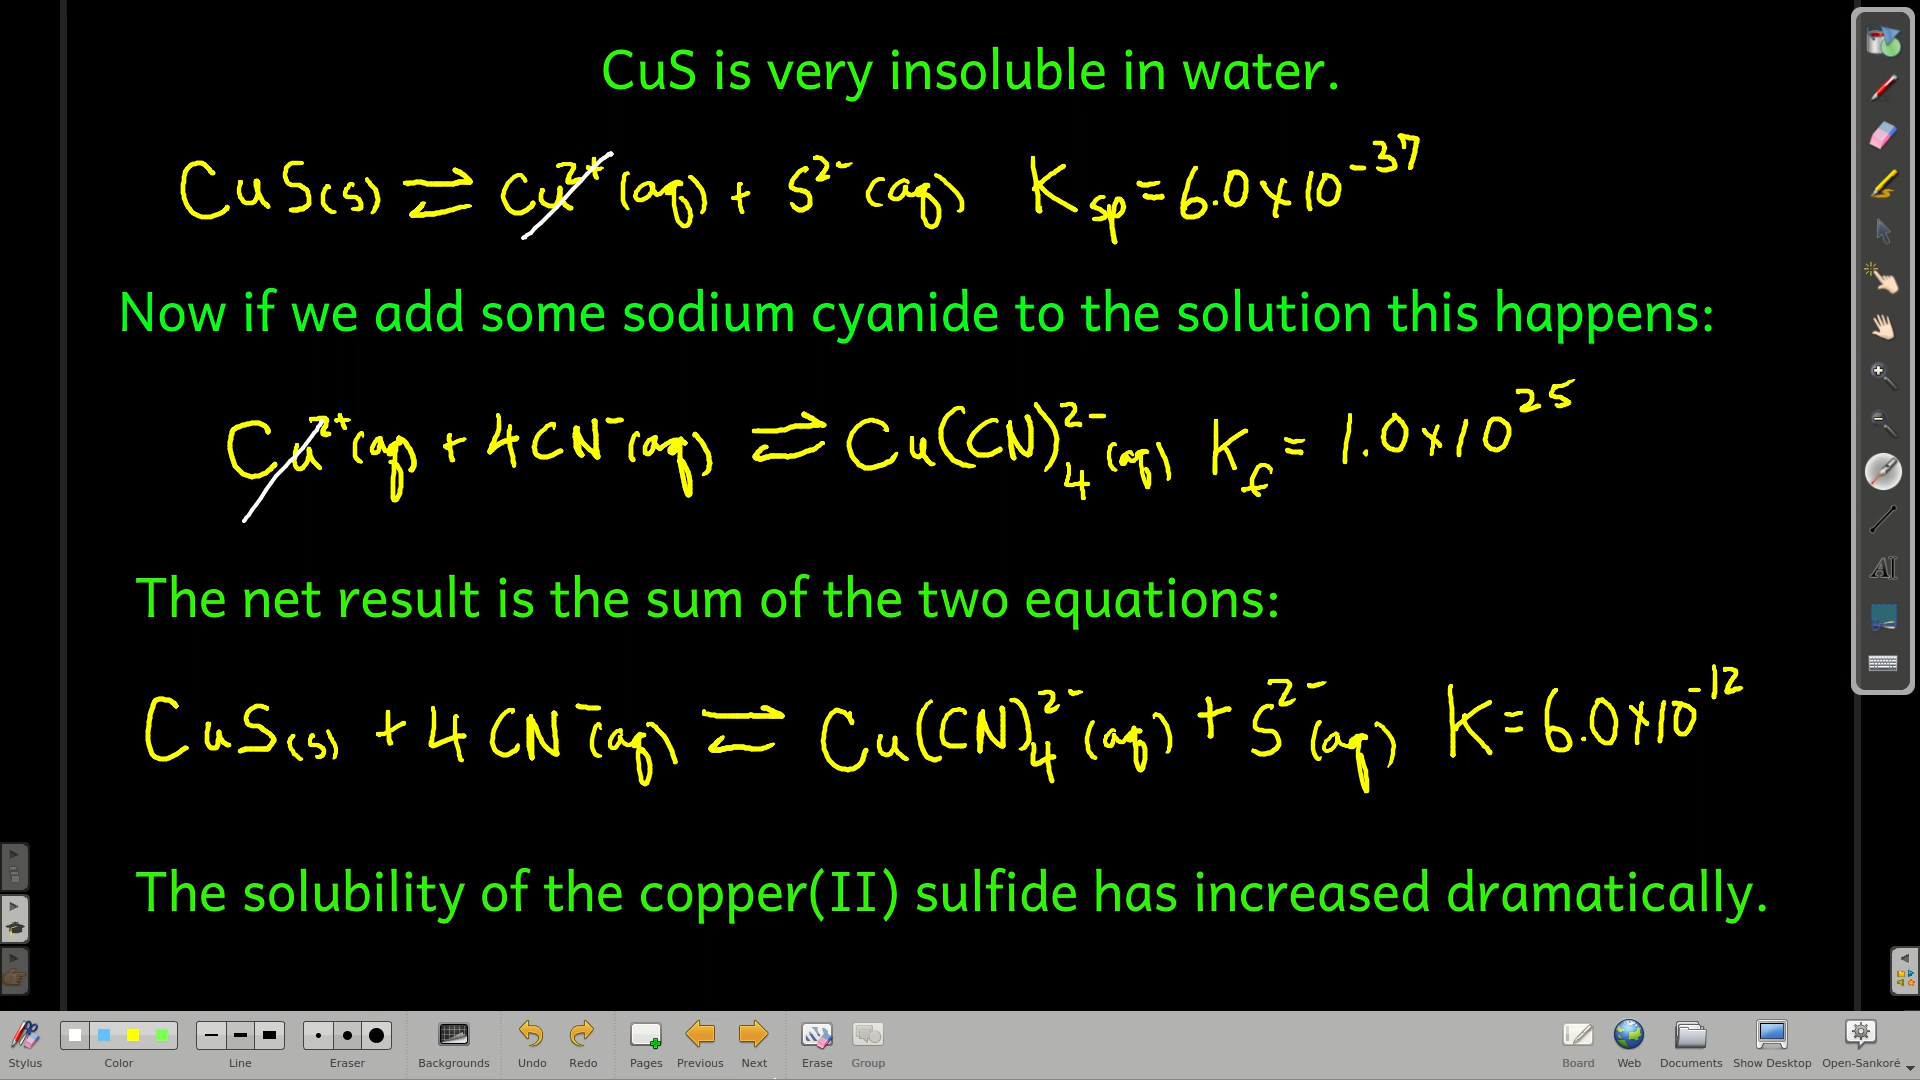 CuS is very insoluble in water.
CuS(s) ⇌ Cu²⁺(aq) + S²⁻(aq) Ksp = 6.0 x 10⁻³⁷
Now if we add some sodium cyanide to the solution this happens:
Cu²⁺(aq) + 4CN⁻(aq) ⇌ Cu(CN)₄²⁻(aq) Kf = 1.0 x 10²⁵
The net result is the sum of the two equations:
CuS(s) + 4CN⁻(aq) ⇌ Cu(CN)₄²⁻(aq) + S²⁻(aq) K = 6.0 x 10⁻¹²
The solubility of the copper(II) sulfide has increased dramatically.
AI
Stylus Color Line Eraser Backgrounds Undo Redo Pages Previous Next Erase Group Board Web Documents Show Desktop Open-Sankoré